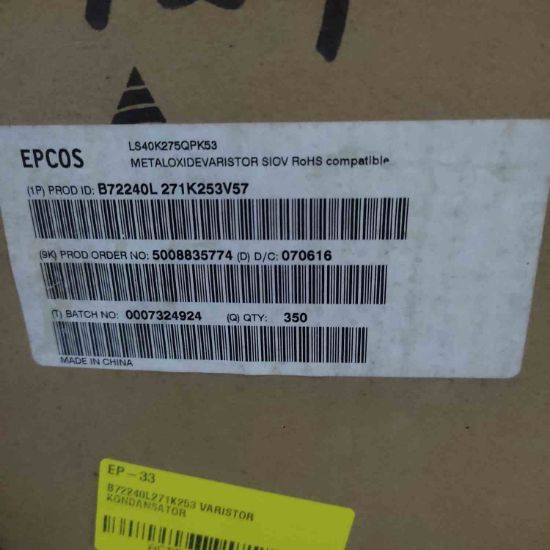 LS40K275QPK53
EPCOS METALOXIDEVARISTOR SIOV RoHS compatible
(1P) PROD ID: B72240L 271K253V57
(9K) PROD ORDER NO: 5008835774 (D) D/C: 070616
(T) BATCH NO: 0007324924 (Q) QTY: 350
MADE IN CHINA
EP-33
B72240L271K253 VARISTOR
KONDANSATOR